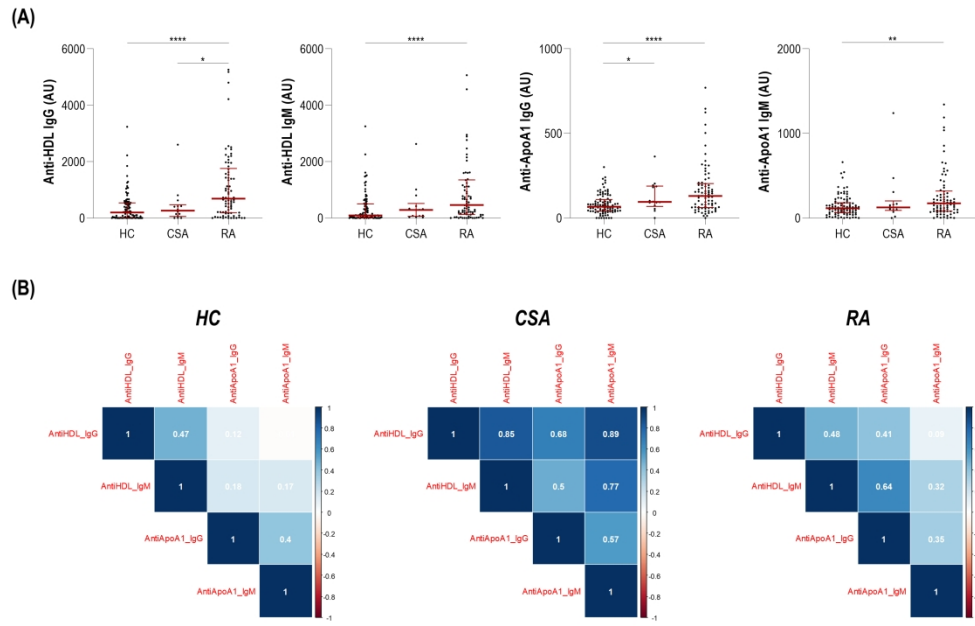 (A)
**** * **** **** * **
6000 4000 2000 0 Anti-HDL IgG (AU) HC CSA RA
6000 4000 2000 0 Anti-HDL IgM (AU) HC CSA RA
1000 500 0 Anti-ApoA1 IgG (AU) HC CSA RA
2000 1000 0 Anti-ApoA1 IgM (AU) HC CSA RA
(B)
HC
AntiHDL_IgG AntiHDL_IgM AntiApoA1_IgG AntiApoA1_IgM
AntiHDL_IgG 1 0.47 0.12
AntiHDL_IgM 1 0.17
AntiApoA1_IgG 1 0.4
AntiApoA1_IgM 1
1 0.8 0.6 0.4 0.2 0 -0.2 -0.4 -0.6 -0.8 -1
CSA
AntiHDL_IgG AntiHDL_IgM AntiApoA1_IgG AntiApoA1_IgM
AntiHDL_IgG 1 0.85 0.68 0.89
AntiHDL_IgM 1 0.5 0.77
AntiApoA1_IgG 1 0.57
AntiApoA1_IgM 1
1 0.8 0.6 0.4 0.2 0 -0.2 -0.4 -0.6 -0.8 -1
RA
AntiHDL_IgG AntiHDL_IgM AntiApoA1_IgG AntiApoA1_IgM
AntiHDL_IgG 1 0.48 0.41
AntiHDL_IgM 1 0.64 0.32
AntiApoA1_IgG 1 0.35
AntiApoA1_IgM 1